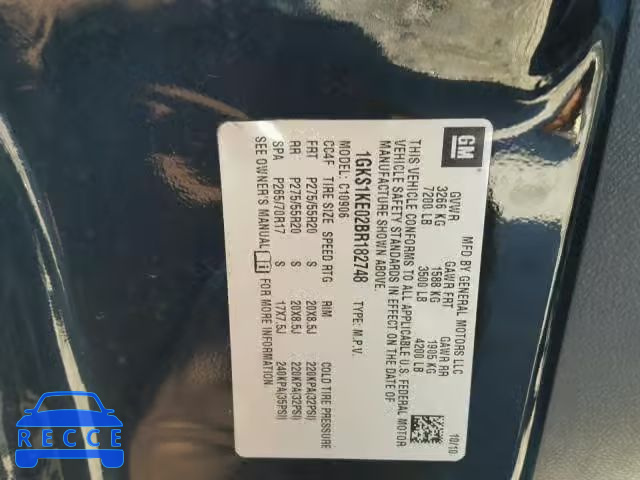 GM
MFD BY GENERAL MOTORS LLC
10/10
GVWR GAWR FRT GAWR RR
3266 KG 1588 KG 1905 KG
7200 LB 3500 LB 4200 LB
THIS VEHICLE CONFORMS TO ALL APPLICABLE U.S. FEDERAL MOTOR
VEHICLE SAFETY STANDARDS IN EFFECT ON THE DATE OF
MANUFACTURE SHOWN ABOVE.
1GKS1KE02BR182748 TYPE: M.P.V.
MODEL: C10906
CC4F TIRE SIZE SPEED RTG RIM COLD TIRE PRESSURE
FRT P275/55R20 S 20X8.5J 220KPA(32PSI)
RR P275/55R20 S 20X8.5J 220KPA(32PSI)
SPA P265/70R17 S 17X7.5J 240KPA(35PSI)
SEE OWNER'S MANUAL FOR MORE INFORMATION
RECCE